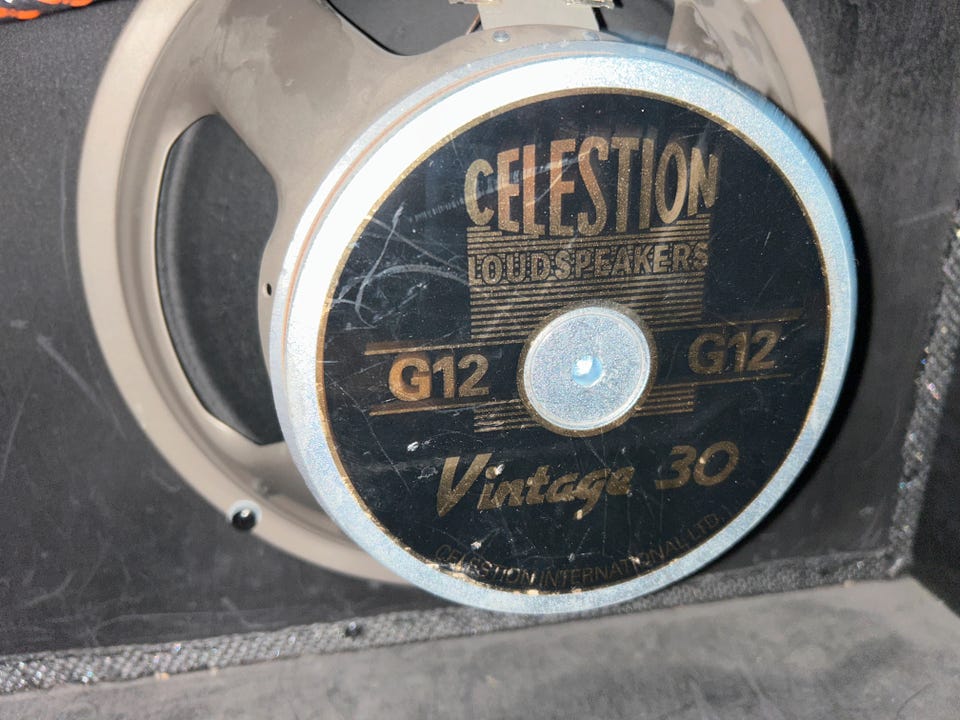 CELESTION
LOUDSPEAKERS
G12 G12
Vintage 30
CELESTION INTERNATIONAL LTD.